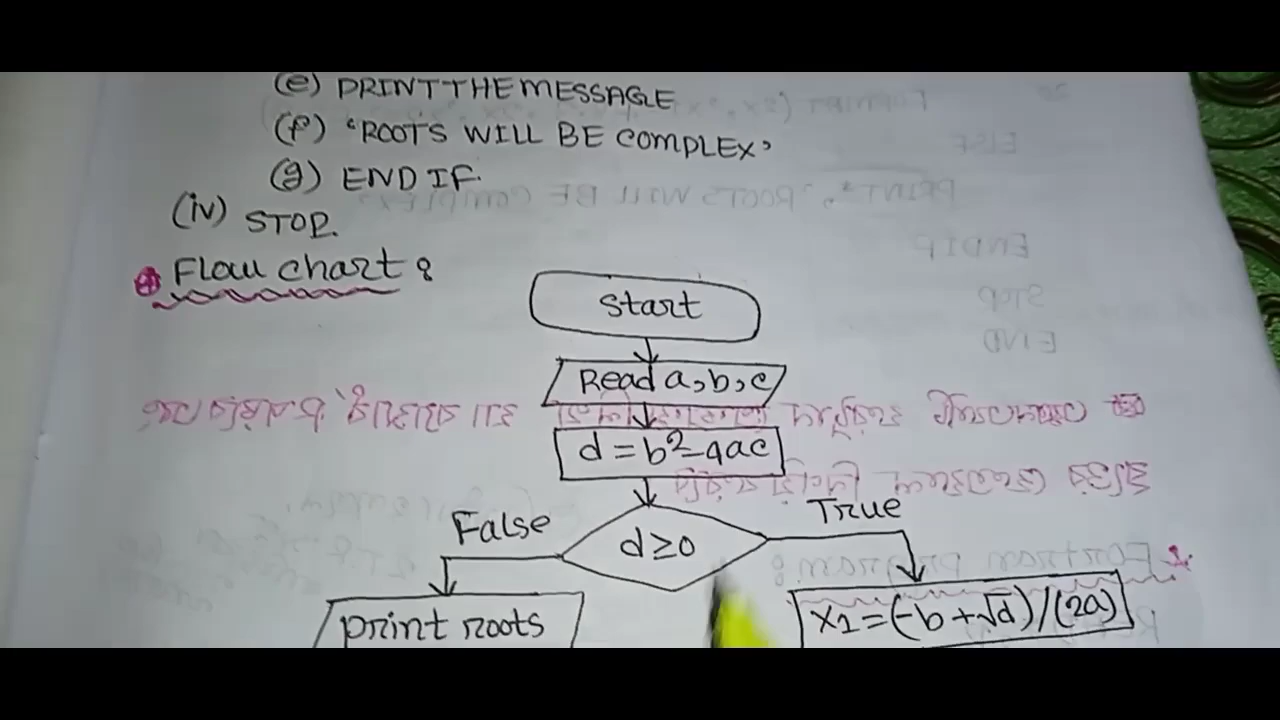 (e) PRINT THE MESSAGE
(f) ‘ROOTS WILL BE COMPLEX’
(g) END IF.
(iv) STOP.
Flow chart :
Start
Read a, b, c
d = b²-4ac
False
True
d≥0
print roots
x1 = (-b+√d)/(2a)